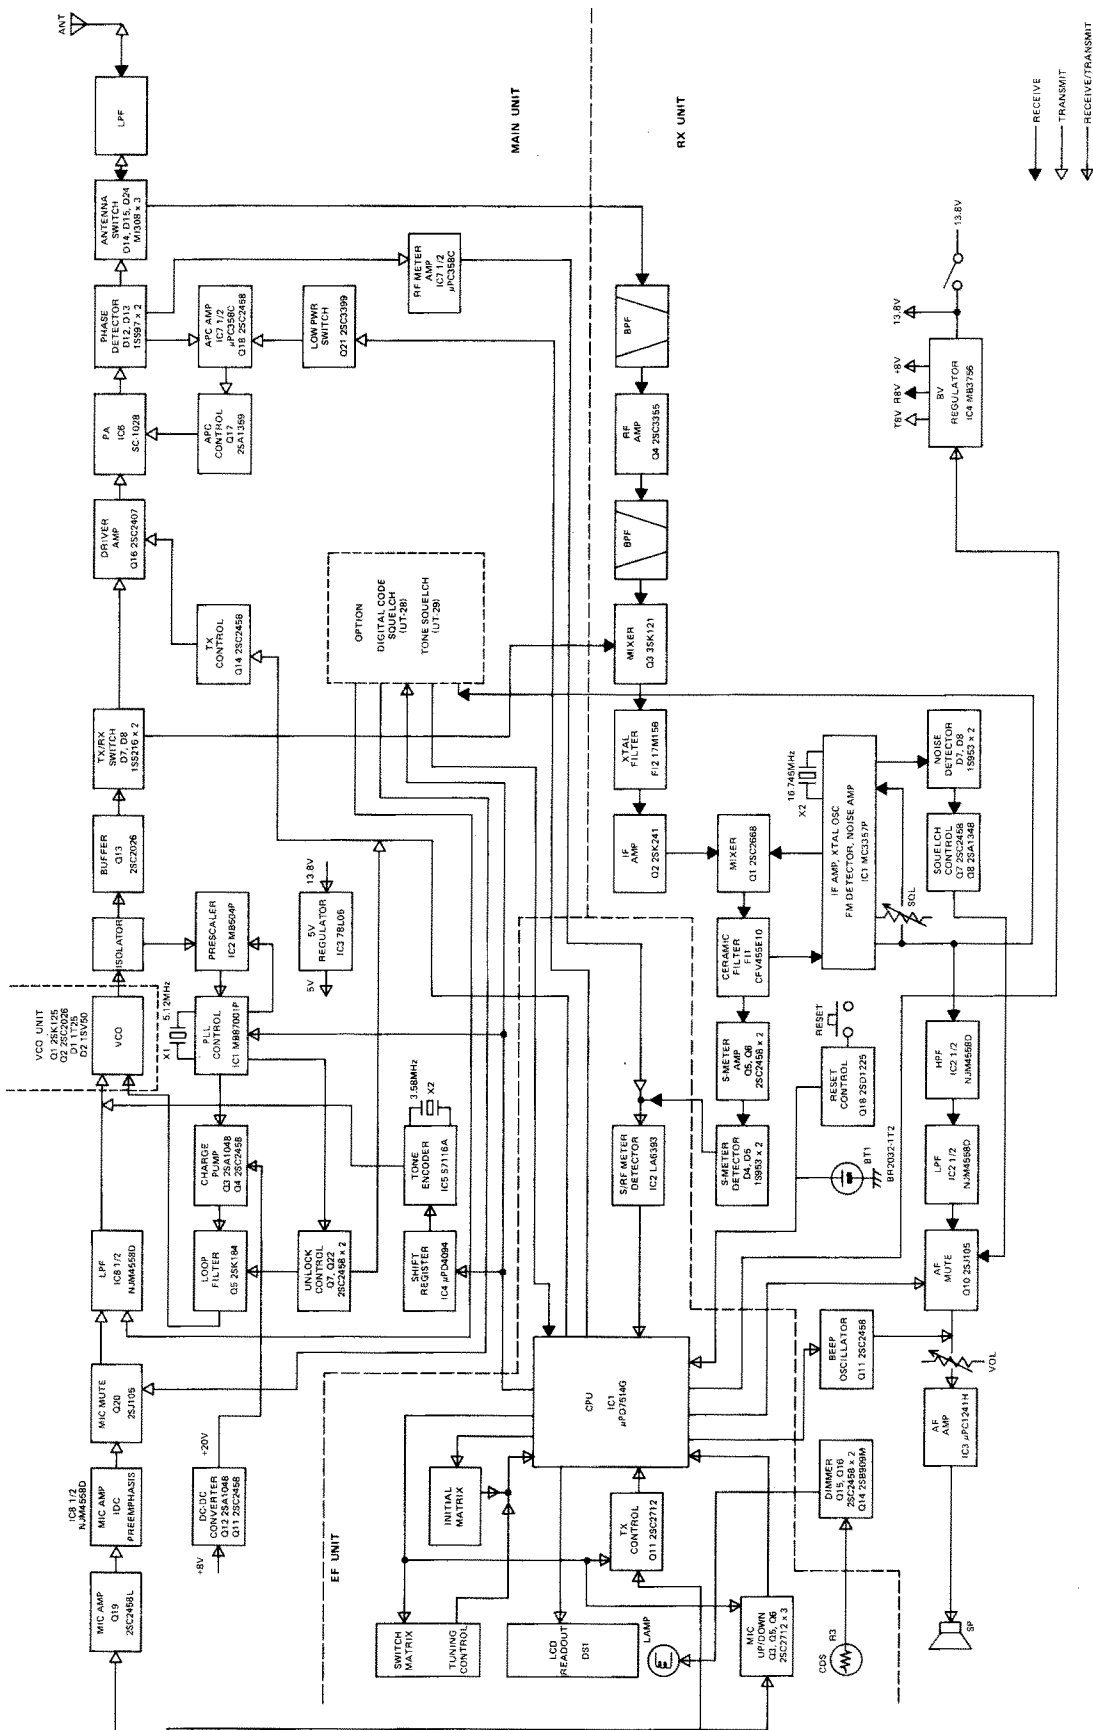 ANT
LPF
ANTENNA
SWITCH
D14, D15, D24
MI308 x 3
PHASE
DETECTOR
D12, D13
1SS97 x 2
PA
IC6
SC-1028
DRIVER
AMP
Q16 2SC2407
TX/RX
SWITCH
D7, D8
1SS216 x 2
BUFFER
Q13
2SC2026
ISOLATOR
VCO UNIT
Q1 2SK125
Q2 2SC2026
D1 1T25
D2 1SV50
VCO
LPF
IC8 1/2
NJM4558D
MIC MUTE
Q20
2SJ105
IC8 1/2
NJM4558D
MIC AMP
IDC
PREEMPHASIS
MIC AMP
Q19
2SC2458L
MAIN UNIT
RF METER
AMP
IC7 1/2
μPC358C
APC AMP
IC7 1/2
μPC358C
Q18 2SC2458
LOW PWR
SWITCH
Q21 2SC3399
APC
CONTROL
Q17
2SA1359
TX
CONTROL
Q14 2SC2458
OPTION
DIGITAL CODE
SQUELCH
(UT-28)
TONE SQUELCH
(UT-29)
PRESCALER
IC2 MB504P
13.8V
5V
REGULATOR
IC3 78L05
5V
5.12MHz
X1
PLL
CONTROL
IC1 MB87001P
CHARGE
PUMP
Q3 2SA1048
Q4 2SC2458
LOOP
FILTER
Q5 2SK184
UNLOCK
CONTROL
Q7, Q22
2SC2458 x 2
3.58MHz
X2
TONE
ENCODER
IC5 S7116A
SHIFT
REGISTER
IC4 μPD4094
+20V
DC-DC
CONVERTER
Q12 2SA1048
Q11 2SC2458
+8V
RX UNIT
BPF
RF
AMP
Q4 2SC3355
BPF
MIXER
Q3 3SK121
XTAL
FILTER
FI2 17M15B
IF
AMP
Q2 2SK241
MIXER
Q1 2SC2668
CERAMIC
FILTER
FI1
CFV455E10
16.745MHz
X2
IF AMP, XTAL OSC
FM DETECTOR, NOISE AMP
IC1 MC3357P
NOISE
DETECTOR
D7, D8
1S953 x 2
SQUELCH
CONTROL
Q7 2SC2458
Q8 2SA1348
SQL
S-METER
AMP
Q5, Q6
2SC2458 x 2
S-METER
DETECTOR
D4, D5
1S953 x 2
S/RF METER
DETECTOR
IC2 LA6393
RESET
RESET
CONTROL
Q18 2SD1225
BT1
BR2032-1T2
HPF
IC2 1/2
NJM4558D
LPF
IC2 1/2
NJM4558D
AF
MUTE
Q10 2SJ105
BEEP
OSCILLATOR
Q11 2SC2458
VOL
AF
AMP
IC3 μPC1241H
SP
EF UNIT
CPU
IC1
μPD7514G
INITIAL
MATRIX
TX
CONTROL
Q11 2SC2712
SWITCH
MATRIX
TUNING
CONTROL
LCD
READOUT
DS1
LAMP
MIC
UP/DOWN
Q3, Q5, Q6
2SC2712 x 3
DIMMER
Q15, Q16
2SC2458 x 2
Q14 2SB909M
CDS
R3
13.8V
13.8V
+8V
R8V
T8V
8V
REGULATOR
IC4 MB3756
RECEIVE
TRANSMIT
RECEIVE/TRANSMIT